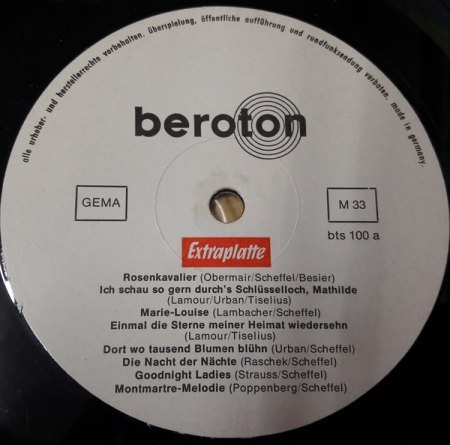 alle urheber- und herstellerrechte vorbehalten. überspielung, öffentliche aufführung und rundfunksendung verboten. made in germany.
beroton
GEMA
M 33
bts 100 a
Extraplatte
Rosenkavalier (Obermair/Scheffel/Besier)
Ich schau so gern durch's Schlüsselloch, Mathilde
(Lamour/Urban/Tiselius)
Marie-Louise (Lambacher/Scheffel)
Einmal die Sterne meiner Heimat wiedersehn
(Lamour/Tiselius)
Dort wo tausend Blumen blühn (Urban/Scheffel)
Die Nacht der Nächte (Raschek/Scheffel)
Goodnight Ladies (Strauss/Scheffel)
Montmartre-Melodie (Poppenberg/Scheffel)